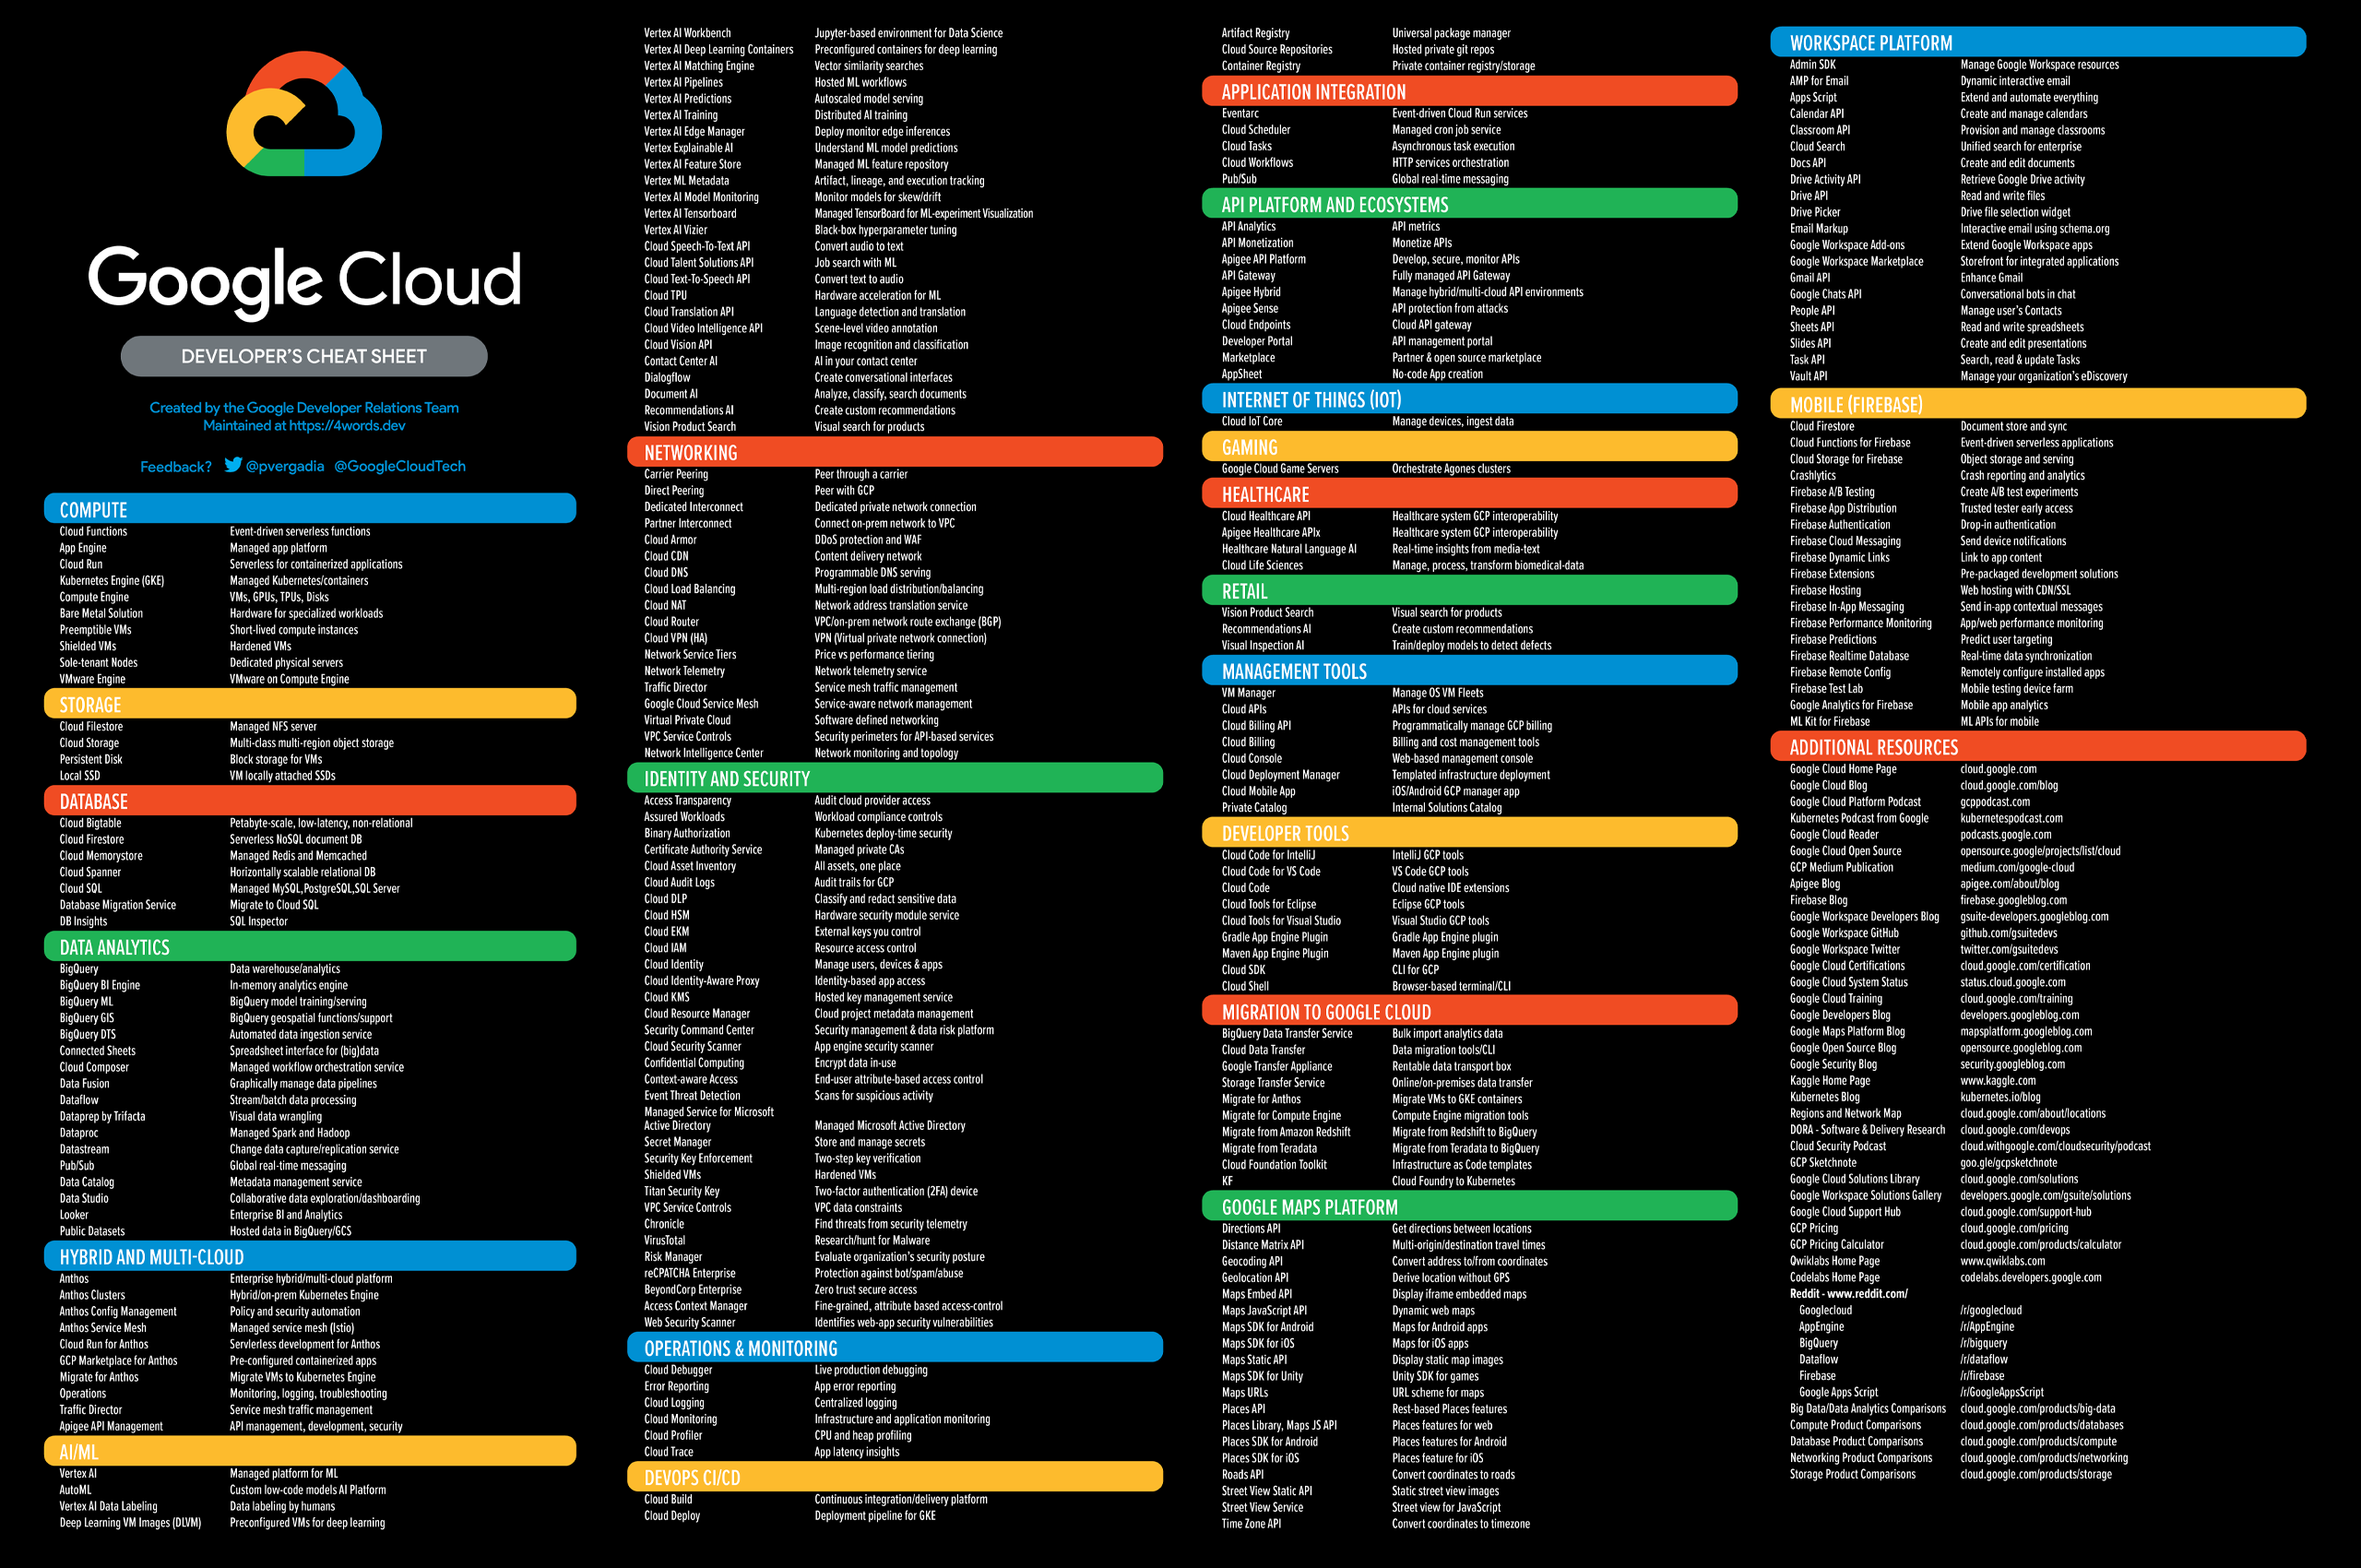 Google Cloud
DEVELOPER'S CHEAT SHEET
Created by the Google Developer Relations Team
Maintained at https://4words.dev
Feedback? @pvergadia @GoogleCloudTech
COMPUTE
Cloud Functions Event-driven serverless functions
App Engine Managed app platform
Cloud Run Serverless for containerized applications
Kubernetes Engine (GKE) Managed Kubernetes/containers
Compute Engine VMs, GPUs, TPUs, Disks
Bare Metal Solution Hardware for specialized workloads
Preemptible VMs Short-lived compute instances
Shielded VMs Hardened VMs
Sole-tenant Nodes Dedicated physical servers
VMware Engine VMware on Compute Engine
STORAGE
Cloud Filestore Managed NFS server
Cloud Storage Multi-class multi-region object storage
Persistent Disk Block storage for VMs
Local SSD VM locally attached SSDs
DATABASE
Cloud Bigtable Petabyte-scale, low-latency, non-relational
Cloud Firestore Serverless NoSQL document DB
Cloud Memorystore Managed Redis and Memcached
Cloud Spanner Horizontally scalable relational DB
Cloud SQL Managed MySQL,PostgreSQL,SQL Server
Database Migration Service Migrate to Cloud SQL
DB Insights SQL Inspector
DATA ANALYTICS
BigQuery Data warehouse/analytics
BigQuery BI Engine In-memory analytics engine
BigQuery ML BigQuery model training/serving
BigQuery GIS BigQuery geospatial functions/support
BigQuery DTS Automated data ingestion service
Connected Sheets Spreadsheet interface for (big)data
Cloud Composer Managed workflow orchestration service
Data Fusion Graphically manage data pipelines
Dataflow Stream/batch data processing
Dataprep by Trifacta Visual data wrangling
Dataproc Managed Spark and Hadoop
Datastream Change data capture/replication service
Pub/Sub Global real-time messaging
Data Catalog Metadata management service
Data Studio Collaborative data exploration/dashboarding
Looker Enterprise BI and Analytics
Public Datasets Hosted data in BigQuery/GCS
HYBRID AND MULTI-CLOUD
Anthos Enterprise hybrid/multi-cloud platform
Anthos Clusters Hybrid/on-prem Kubernetes Engine
Anthos Config Management Policy and security automation
Anthos Service Mesh Managed service mesh (Istio)
Cloud Run for Anthos Servlerless development for Anthos
GCP Marketplace for Anthos Pre-configured containerized apps
Migrate for Anthos Migrate VMs to Kubernetes Engine
Operations Monitoring, logging, troubleshooting
Traffic Director Service mesh traffic management
Apigee API Management API management, development, security
AI/ML
Vertex AI Managed platform for ML
AutoML Custom low-code models AI Platform
Vertex AI Data Labeling Data labeling by humans
Deep Learning VM Images (DLVM) Preconfigured VMs for deep learning
Vertex AI Workbench Jupyter-based environment for Data Science
Vertex AI Deep Learning Containers Preconfigured containers for deep learning
Vertex AI Matching Engine Vector similarity searches
Vertex AI Pipelines Hosted ML workflows
Vertex AI Predictions Autoscaled model serving
Vertex AI Training Distributed AI training
Vertex AI Edge Manager Deploy monitor edge inferences
Vertex Explainable AI Understand ML model predictions
Vertex AI Feature Store Managed ML feature repository
Vertex ML Metadata Artifact, lineage, and execution tracking
Vertex AI Model Monitoring Monitor models for skew/drift
Vertex AI Tensorboard Managed TensorBoard for ML-experiment Visualization
Vertex AI Vizier Black-box hyperparameter tuning
Cloud Speech-To-Text API Convert audio to text
Cloud Talent Solutions API Job search with ML
Cloud Text-To-Speech API Convert text to audio
Cloud TPU Hardware acceleration for ML
Cloud Translation API Language detection and translation
Cloud Video Intelligence API Scene-level video annotation
Cloud Vision API Image recognition and classification
Contact Center AI AI in your contact center
Dialogflow Create conversational interfaces
Document AI Analyze, classify, search documents
Recommendations AI Create custom recommendations
Vision Product Search Visual search for products
NETWORKING
Carrier Peering Peer through a carrier
Direct Peering Peer with GCP
Dedicated Interconnect Dedicated private network connection
Partner Interconnect Connect on-prem network to VPC
Cloud Armor DDoS protection and WAF
Cloud CDN Content delivery network
Cloud DNS Programmable DNS serving
Cloud Load Balancing Multi-region load distribution/balancing
Cloud NAT Network address translation service
Cloud Router VPC/on-prem network route exchange (BGP)
Cloud VPN (HA) VPN (Virtual private network connection)
Network Service Tiers Price vs performance tiering
Network Telemetry Network telemetry service
Traffic Director Service mesh traffic management
Google Cloud Service Mesh Service-aware network management
Virtual Private Cloud Software defined networking
VPC Service Controls Security perimeters for API-based services
Network Intelligence Center Network monitoring and topology
IDENTITY AND SECURITY
Access Transparency Audit cloud provider access
Assured Workloads Workload compliance controls
Binary Authorization Kubernetes deploy-time security
Certificate Authority Service Managed private CAs
Cloud Asset Inventory All assets, one place
Cloud Audit Logs Audit trails for GCP
Cloud DLP Classify and redact sensitive data
Cloud HSM Hardware security module service
Cloud EKM External keys you control
Cloud IAM Resource access control
Cloud Identity Manage users, devices & apps
Cloud Identity-Aware Proxy Identity-based app access
Cloud KMS Hosted key management service
Cloud Resource Manager Cloud project metadata management
Security Command Center Security management & data risk platform
Cloud Security Scanner App engine security scanner
Confidential Computing Encrypt data in-use
Context-aware Access End-user attribute-based access control
Event Threat Detection Scans for suspicious activity
Managed Service for Microsoft
Active Directory Managed Microsoft Active Directory
Secret Manager Store and manage secrets
Security Key Enforcement Two-step key verification
Shielded VMs Hardened VMs
Titan Security Key Two-factor authentication (2FA) device
VPC Service Controls VPC data constraints
Chronicle Find threats from security telemetry
VirusTotal Research/hunt for Malware
Risk Manager Evaluate organization's security posture
reCPATCHA Enterprise Protection against bot/spam/abuse
BeyondCorp Enterprise Zero trust secure access
Access Context Manager Fine-grained, attribute based access-control
Web Security Scanner Identifies web-app security vulnerabilities
OPERATIONS & MONITORING
Cloud Debugger Live production debugging
Error Reporting App error reporting
Cloud Logging Centralized logging
Cloud Monitoring Infrastructure and application monitoring
Cloud Profiler CPU and heap profiling
Cloud Trace App latency insights
DEVOPS CI/CD
Cloud Build Continuous integration/delivery platform
Cloud Deploy Deployment pipeline for GKE
Artifact Registry Universal package manager
Cloud Source Repositories Hosted private git repos
Container Registry Private container registry/storage
APPLICATION INTEGRATION
Eventarc Event-driven Cloud Run services
Cloud Scheduler Managed cron job service
Cloud Tasks Asynchronous task execution
Cloud Workflows HTTP services orchestration
Pub/Sub Global real-time messaging
API PLATFORM AND ECOSYSTEMS
API Analytics API metrics
API Monetization Monetize APIs
Apigee API Platform Develop, secure, monitor APIs
API Gateway Fully managed API Gateway
Apigee Hybrid Manage hybrid/multi-cloud API environments
Apigee Sense API protection from attacks
Cloud Endpoints Cloud API gateway
Developer Portal API management portal
Marketplace Partner & open source marketplace
AppSheet No-code App creation
INTERNET OF THINGS (IOT)
Cloud IoT Core Manage devices, ingest data
GAMING
Google Cloud Game Servers Orchestrate Agones clusters
HEALTHCARE
Cloud Healthcare API Healthcare system GCP interoperability
Apigee Healthcare APIx Healthcare system GCP interoperability
Healthcare Natural Language AI Real-time insights from media-text
Cloud Life Sciences Manage, process, transform biomedical-data
RETAIL
Vision Product Search Visual search for products
Recommendations AI Create custom recommendations
Visual Inspection AI Train/deploy models to detect defects
MANAGEMENT TOOLS
VM Manager Manage OS VM Fleets
Cloud APIs APIs for cloud services
Cloud Billing API Programmatically manage GCP billing
Cloud Billing Billing and cost management tools
Cloud Console Web-based management console
Cloud Deployment Manager Templated infrastructure deployment
Cloud Mobile App iOS/Android GCP manager app
Private Catalog Internal Solutions Catalog
DEVELOPER TOOLS
Cloud Code for IntelliJ IntelliJ GCP tools
Cloud Code for VS Code VS Code GCP tools
Cloud Code Cloud native IDE extensions
Cloud Tools for Eclipse Eclipse GCP tools
Cloud Tools for Visual Studio Visual Studio GCP tools
Gradle App Engine Plugin Gradle App Engine plugin
Maven App Engine Plugin Maven App Engine plugin
Cloud SDK CLI for GCP
Cloud Shell Browser-based terminal/CLI
MIGRATION TO GOOGLE CLOUD
BigQuery Data Transfer Service Bulk import analytics data
Cloud Data Transfer Data migration tools/CLI
Google Transfer Appliance Rentable data transport box
Storage Transfer Service Online/on-premises data transfer
Migrate for Anthos Migrate VMs to GKE containers
Migrate for Compute Engine Compute Engine migration tools
Migrate from Amazon Redshift Migrate from Redshift to BigQuery
Migrate from Teradata Migrate from Teradata to BigQuery
Cloud Foundation Toolkit Infrastructure as Code templates
KF Cloud Foundry to Kubernetes
GOOGLE MAPS PLATFORM
Directions API Get directions between locations
Distance Matrix API Multi-origin/destination travel times
Geocoding API Convert address to/from coordinates
Geolocation API Derive location without GPS
Maps Embed API Display iframe embedded maps
Maps JavaScript API Dynamic web maps
Maps SDK for Android Maps for Android apps
Maps SDK for iOS Maps for iOS apps
Maps Static API Display static map images
Maps SDK for Unity Unity SDK for games
Maps URLs URL scheme for maps
Places API Rest-based Places features
Places Library, Maps JS API Places features for web
Places SDK for Android Places features for Android
Places SDK for iOS Places feature for iOS
Roads API Convert coordinates to roads
Street View Static API Static street view images
Street View Service Street view for JavaScript
Time Zone API Convert coordinates to timezone
WORKSPACE PLATFORM
Admin SDK Manage Google Workspace resources
AMP for Email Dynamic interactive email
Apps Script Extend and automate everything
Calendar API Create and manage calendars
Classroom API Provision and manage classrooms
Cloud Search Unified search for enterprise
Docs API Create and edit documents
Drive Activity API Retrieve Google Drive activity
Drive API Read and write files
Drive Picker Drive file selection widget
Email Markup Interactive email using schema.org
Google Workspace Add-ons Extend Google Workspace apps
Google Workspace Marketplace Storefront for integrated applications
Gmail API Enhance Gmail
Google Chats API Conversational bots in chat
People API Manage user's Contacts
Sheets API Read and write spreadsheets
Slides API Create and edit presentations
Task API Search, read & update Tasks
Vault API Manage your organization's eDiscovery
MOBILE (FIREBASE)
Cloud Firestore Document store and sync
Cloud Functions for Firebase Event-driven serverless applications
Cloud Storage for Firebase Object storage and serving
Crashlytics Crash reporting and analytics
Firebase A/B Testing Create A/B test experiments
Firebase App Distribution Trusted tester early access
Firebase Authentication Drop-in authentication
Firebase Cloud Messaging Send device notifications
Firebase Dynamic Links Link to app content
Firebase Extensions Pre-packaged development solutions
Firebase Hosting Web hosting with CDN/SSL
Firebase In-App Messaging Send in-app contextual messages
Firebase Performance Monitoring App/web performance monitoring
Firebase Predictions Predict user targeting
Firebase Realtime Database Real-time data synchronization
Firebase Remote Config Remotely configure installed apps
Firebase Test Lab Mobile testing device farm
Google Analytics for Firebase Mobile app analytics
ML Kit for Firebase ML APIs for mobile
ADDITIONAL RESOURCES
Google Cloud Home Page cloud.google.com
Google Cloud Blog cloud.google.com/blog
Google Cloud Platform Podcast gcppodcast.com
Kubernetes Podcast from Google kubernetespodcast.com
Google Cloud Reader podcasts.google.com
Google Cloud Open Source opensource.google/projects/list/cloud
GCP Medium Publication medium.com/google-cloud
Apigee Blog apigee.com/about/blog
Firebase Blog firebase.googleblog.com
Google Workspace Developers Blog gsuite-developers.googleblog.com
Google Workspace GitHub github.com/gsuitedevs
Google Workspace Twitter twitter.com/gsuitedevs
Google Cloud Certifications cloud.google.com/certification
Google Cloud System Status status.cloud.google.com
Google Cloud Training cloud.google.com/training
Google Developers Blog developers.googleblog.com
Google Maps Platform Blog mapsplatform.googleblog.com
Google Open Source Blog opensource.googleblog.com
Google Security Blog security.googleblog.com
Kaggle Home Page www.kaggle.com
Kubernetes Blog kubernetes.io/blog
Regions and Network Map cloud.google.com/about/locations
DORA - Software & Delivery Research cloud.google.com/devops
Cloud Security Podcast cloud.withgoogle.com/cloudsecurity/podcast
GCP Sketchnote goo.gle/gcpsketchnote
Google Cloud Solutions Library cloud.google.com/solutions
Google Workspace Solutions Gallery developers.google.com/gsuite/solutions
Google Cloud Support Hub cloud.google.com/support-hub
GCP Pricing cloud.google.com/pricing
GCP Pricing Calculator cloud.google.com/products/calculator
Qwiklabs Home Page www.qwiklabs.com
Codelabs Home Page codelabs.developers.google.com
Reddit - www.reddit.com/
Googlecloud /r/googlecloud
AppEngine /r/AppEngine
BigQuery /r/bigquery
Dataflow /r/dataflow
Firebase /r/firebase
Google Apps Script /r/GoogleAppsScript
Big Data/Data Analytics Comparisons cloud.google.com/products/big-data
Compute Product Comparisons cloud.google.com/products/databases
Database Product Comparisons cloud.google.com/products/compute
Networking Product Comparisons cloud.google.com/products/networking
Storage Product Comparisons cloud.google.com/products/storage